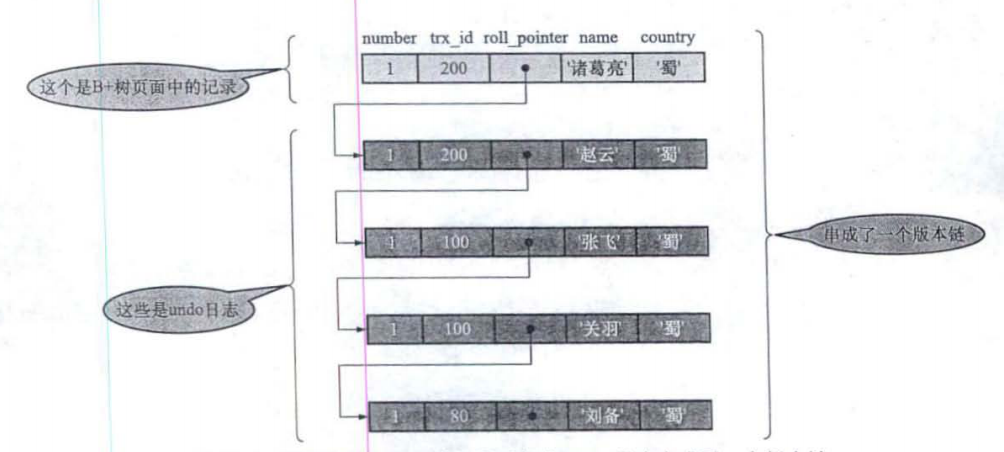 number trx_id roll_pointer name country
1 200 '诸葛亮' '蜀'
这个是B+树页面中的记录
1 200 '赵云' '蜀'
1 100 '张飞' '蜀'
串成了一个版本链
这些是undo日志
1 100 '关羽' '蜀'
1 80 '刘备' '蜀'